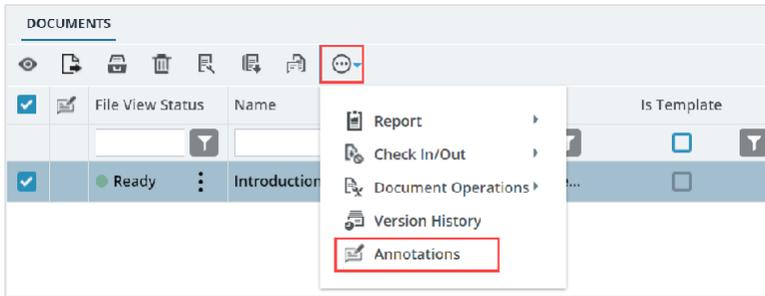 DOCUMENTS
File View Status Name Is Template
Report
Check In/Out
Ready Introduction e...
Document Operations
Version History
Annotations